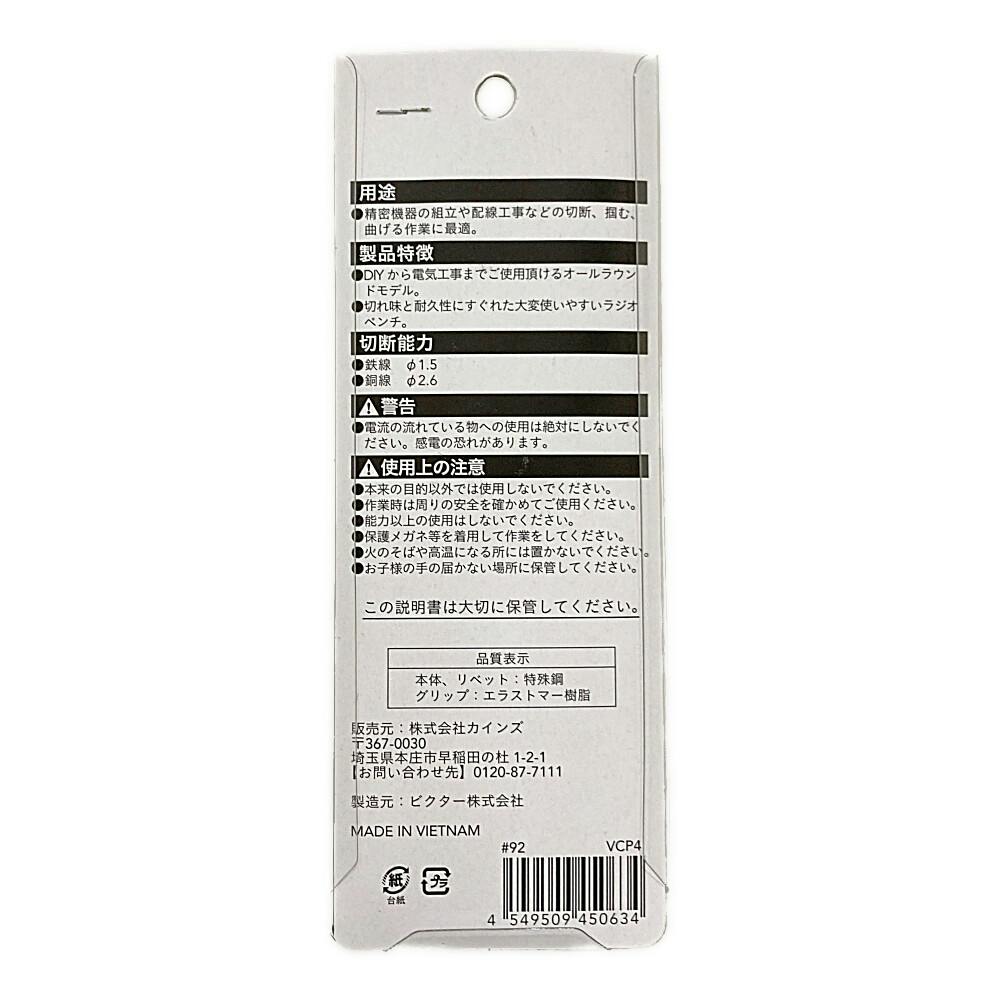 用途
●精密機器の組立や配線工事などの切断、掴む、
曲げる作業に最適。
製品特徴
●DIYから電気工事までご使用頂けるオールラウン
ドモデル。
●切れ味と耐久性にすぐれた大変使いやすいラジオ
ペンチ。
切断能力
●鉄線 φ1.5
●銅線 φ2.6
⚠警告
●電流の流れている物への使用は絶対にしないでく
ださい。感電の恐れがあります。
⚠使用上の注意
●本来の目的以外では使用しないでください。
●作業時は周りの安全を確かめてご使用ください。
●能力以上の使用はしないでください。
●保護メガネ等を着用して作業をしてください。
●火のそばや高温になる所には置かないでください。
●お子様の手の届かない場所に保管してください。
この説明書は大切に保管してください。
品質表示
本体、リベット:特殊鋼
グリップ:エラストマー樹脂
販売元:株式会社カインズ
〒367-0030
埼玉県本庄市早稲田の杜1-2-1
【お問い合わせ先】0120-87-7111
製造元:ビクター株式会社
MADE IN VIETNAM
#92 VCP4
紙 プラ
台紙
4 549509 450634